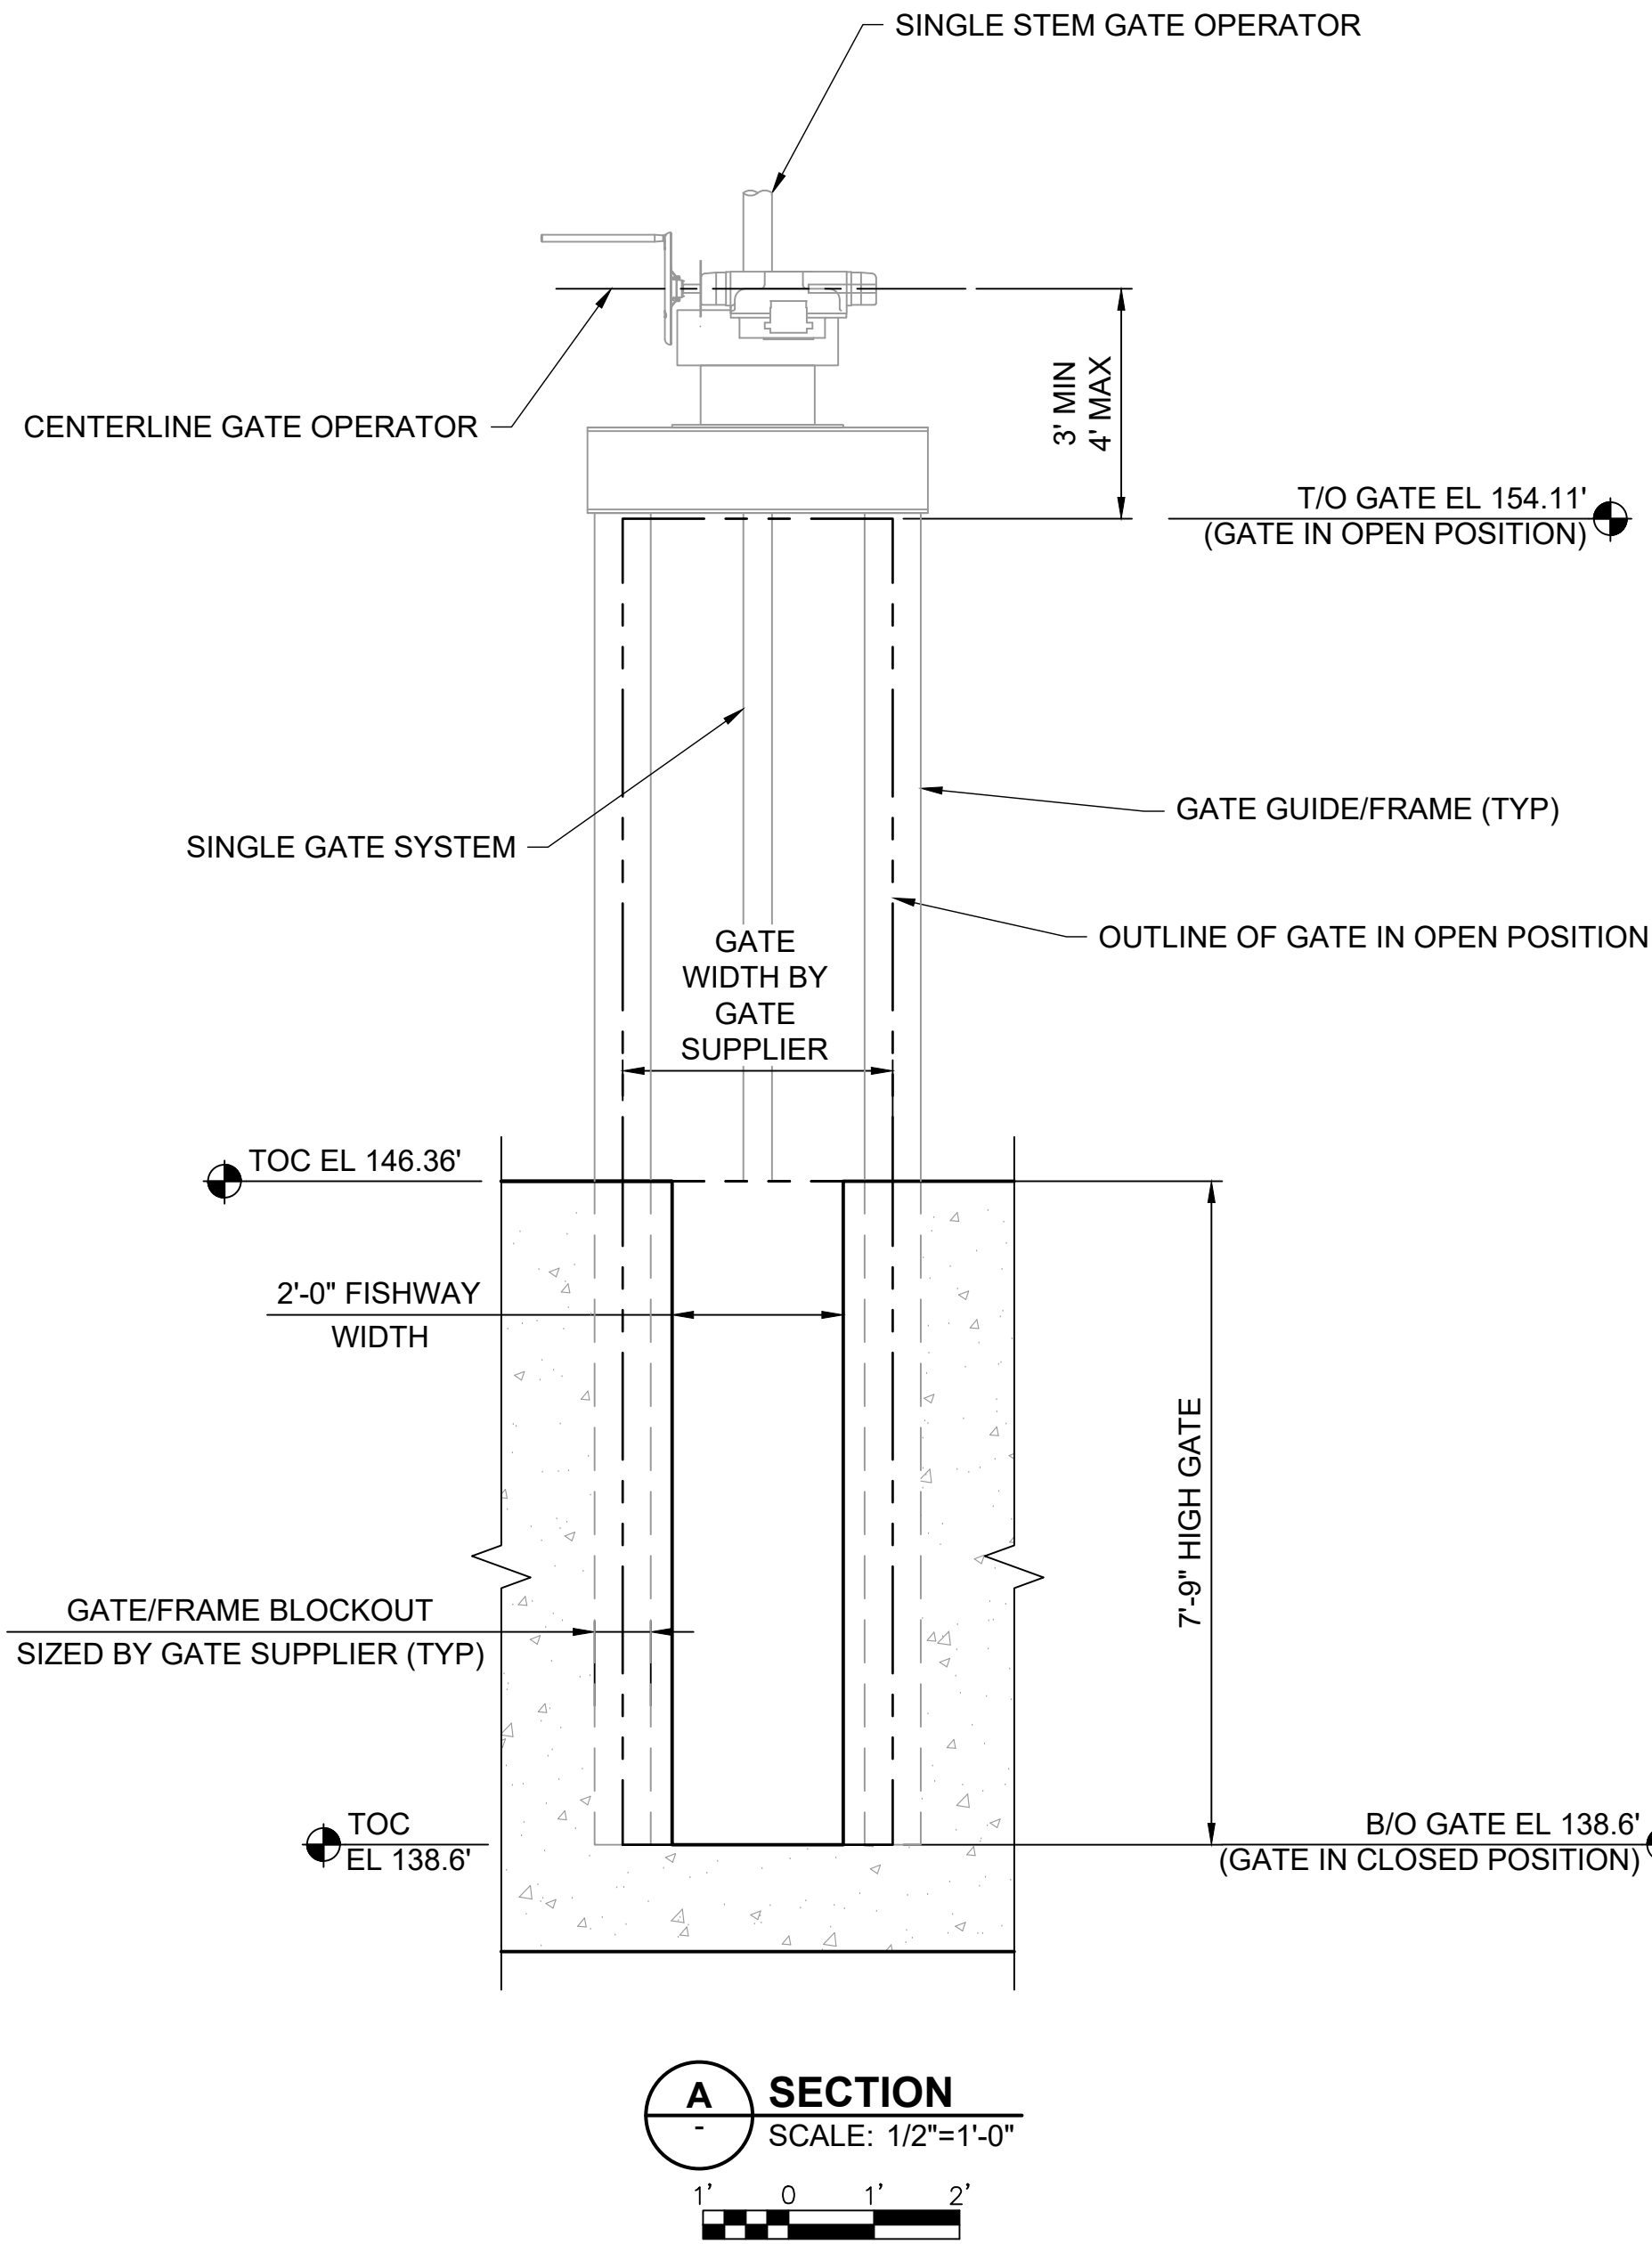 SINGLE STEM GATE OPERATOR
CENTERLINE GATE OPERATOR
3' MIN
4' MAX
T/O GATE EL 154.11'
(GATE IN OPEN POSITION)
GATE GUIDE/FRAME (TYP)
SINGLE GATE SYSTEM
OUTLINE OF GATE IN OPEN POSITION
GATE
WIDTH BY
GATE
SUPPLIER
TOC EL 146.36'
2'-0" FISHWAY
WIDTH
7'-9" HIGH GATE
GATE/FRAME BLOCKOUT
SIZED BY GATE SUPPLIER (TYP)
TOC
EL 138.6'
B/O GATE EL 138.6'
(GATE IN CLOSED POSITION)
A
-
SECTION
SCALE: 1/2"=1'-0"
1' 0 1' 2'